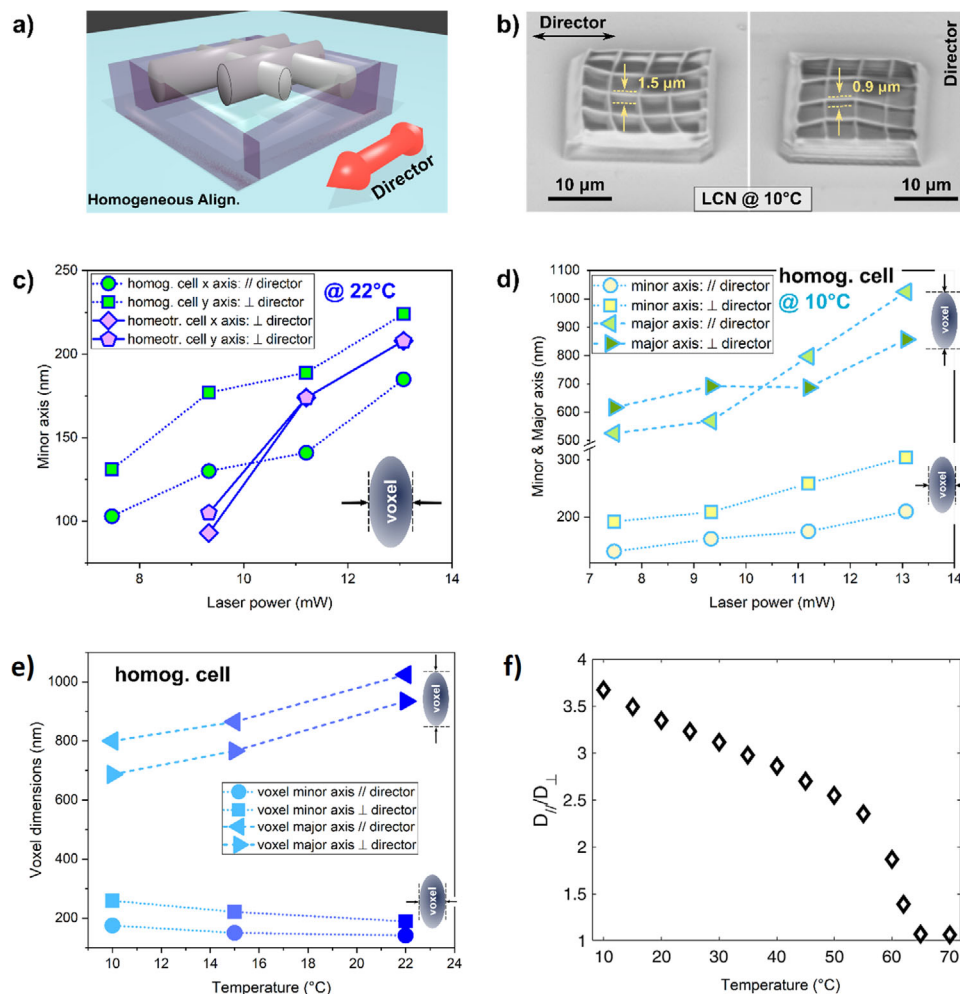 a)
Homogeneous Align.
Director
b)
Director
Director
1.5 µm
0.9 µm
10 µm
LCN @ 10°C
10 µm
c)
250
200
150
100
8
10
12
14
Minor axis (nm)
Laser power (mW)
homog. cell x axis: // director
homog. cell y axis: ⊥ director
homeotr. cell x axis: ⊥ director
homeotr. cell y axis: ⊥ director
@ 22°C
voxel
d)
1100
1000
900
800
700
600
500
300
200
7
8
9
10
11
12
13
14
Minor & Major axis (nm)
Laser power (mW)
minor axis: // director
minor axis: ⊥ director
major axis: // director
major axis: ⊥ director
homog. cell
@ 10°C
voxel
voxel
e)
homog. cell
1000
800
600
400
200
10
12
14
16
18
20
22
24
Voxel dimensions (nm)
Temperature (°C)
voxel minor axis // director
voxel minor axis ⊥ director
voxel major axis // director
voxel major axis ⊥ director
voxel
voxel
f)
4
3.5
3
2.5
2
1.5
1
10
20
30
40
50
60
70
D///D⊥
Temperature (°C)